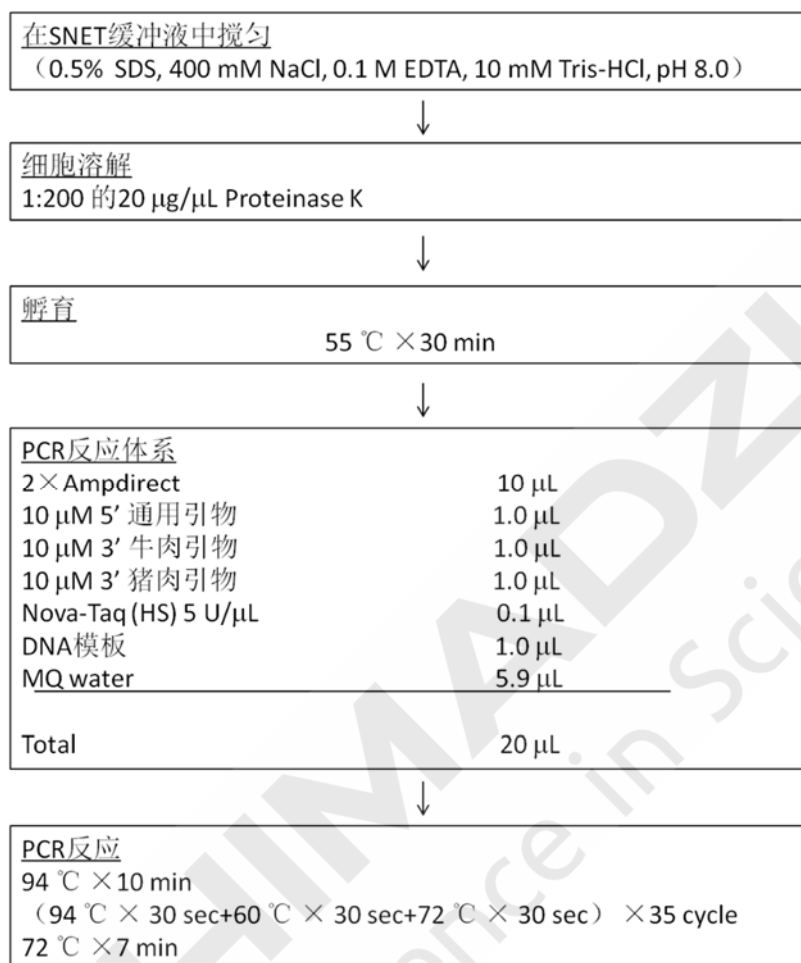 在SNET缓冲液中搅匀
（0.5% SDS, 400 mM NaCl, 0.1 M EDTA, 10 mM Tris-HCl, pH 8.0）
↓
细胞溶解
1:200 的20 μg/μL Proteinase K
↓
孵育
55 ℃ ×30 min
↓
PCR反应体系
2×Ampdirect 10 μL
10 μM 5’ 通用引物 1.0 μL
10 μM 3’ 牛肉引物 1.0 μL
10 μM 3’ 猪肉引物 1.0 μL
Nova-Taq (HS) 5 U/μL 0.1 μL
DNA模板 1.0 μL
MQ water 5.9 μL
Total 20 μL
↓
PCR反应
94 ℃ ×10 min
（94 ℃ × 30 sec+60 ℃ × 30 sec+72 ℃ × 30 sec） ×35 cycle
72 ℃ ×7 min
HIMADZU
ence in Scie